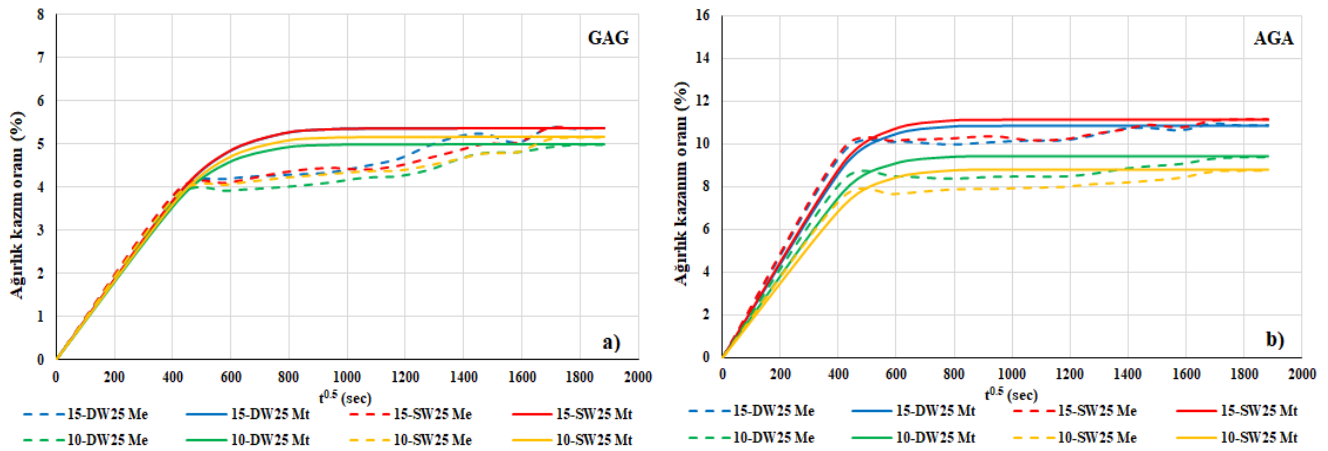 8
7
6
5
4
3
2
1
0
GAG
a)
Ağırlık kazanım oranı (%)
0 200 400 600 800 1000 1200 1400 1600 1800 2000
t^0.5 (sec)
15-DW25 Me 15-DW25 Mt 15-SW25 Me 15-SW25 Mt
10-DW25 Me 10-DW25 Mt 10-SW25 Me 10-SW25 Mt
16
14
12
10
8
6
4
2
0
AGA
b)
Ağırlık kazanım oranı (%)
0 200 400 600 800 1000 1200 1400 1600 1800 2000
t^0.5 (sec)
15-DW25 Me 15-DW25 Mt 15-SW25 Me 15-SW25 Mt
10-DW25 Me 10-DW25 Mt 10-SW25 Me 10-SW25 Mt